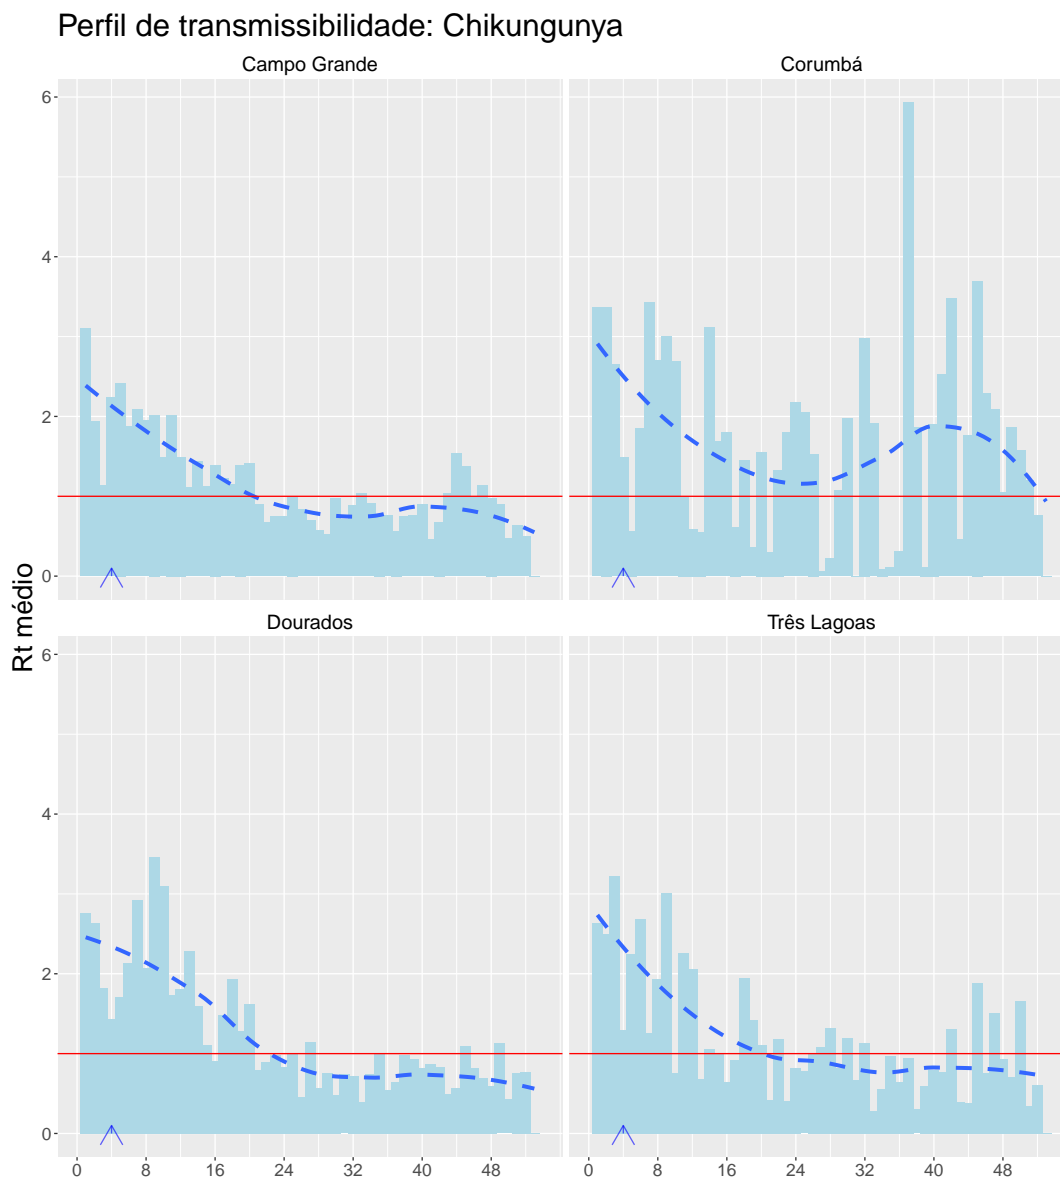 Perfil de transmissibilidade: Chikungunya
Campo Grande
Corumbá
6
4
2
0
Rt médio
Dourados
Três Lagoas
6
4
2
0
0 8 16 24 32 40 48
0 8 16 24 32 40 48